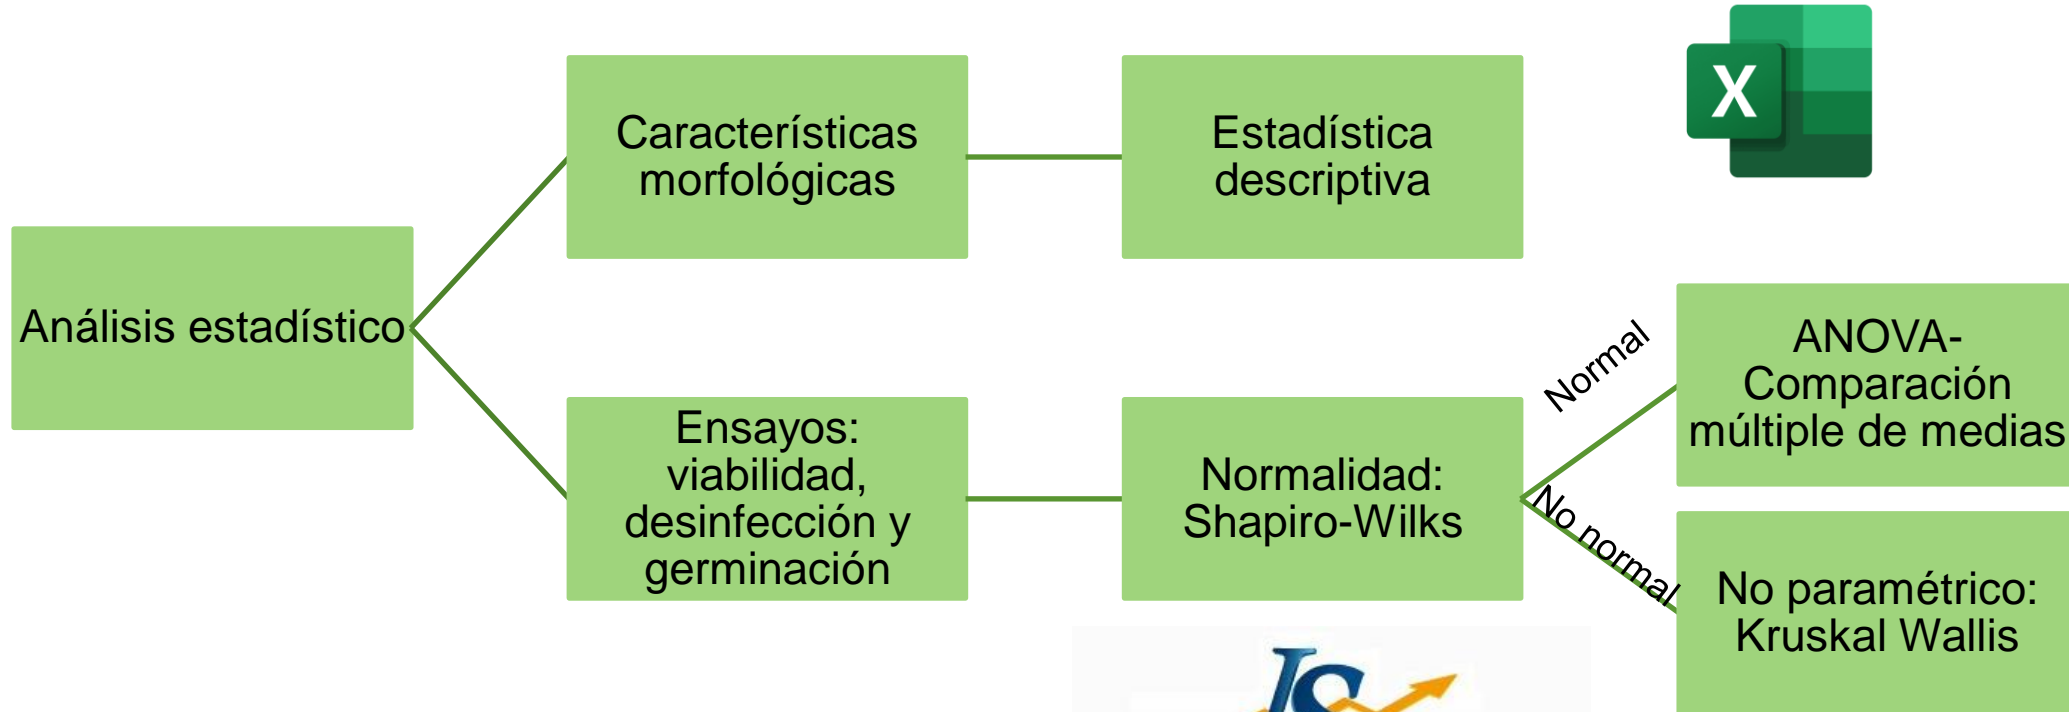 Características
morfológicas
Estadística
descriptiva
X
Análisis estadístico
Ensayos:
viabilidad,
desinfección y
germinación
Normalidad:
Shapiro-Wilks
Normal
ANOVA-
Comparación
múltiple de medias
No normal
No paramétrico:
Kruskal Wallis